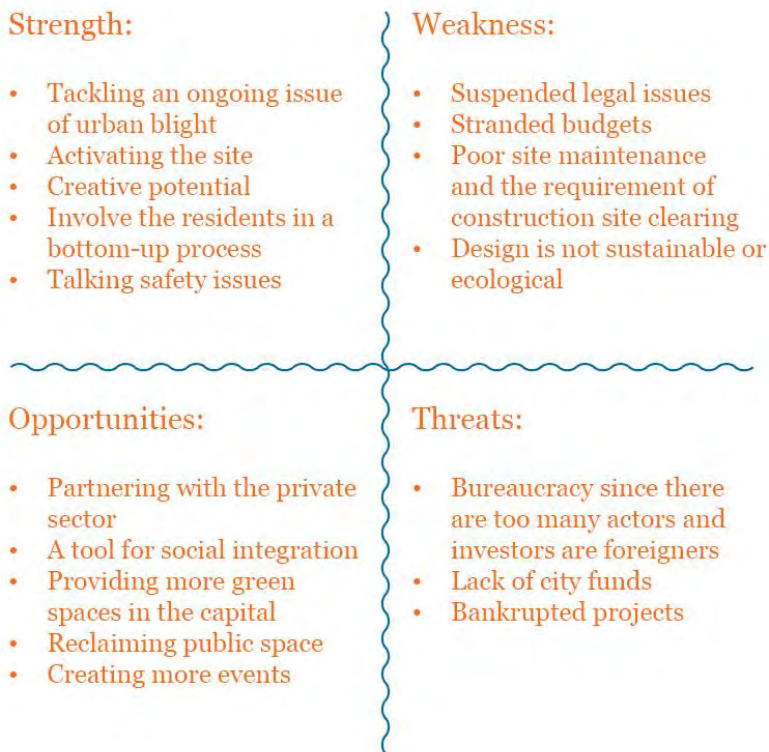 Strength:
• Tackling an ongoing issue
of urban blight
• Activating the site
• Creative potential
• Involve the residents in a
bottom-up process
• Talking safety issues
Weakness:
• Suspended legal issues
• Stranded budgets
• Poor site maintenance
and the requirement of
construction site clearing
• Design is not sustainable or
ecological
Opportunities:
• Partnering with the private
sector
• A tool for social integration
• Providing more green
spaces in the capital
• Reclaiming public space
• Creating more events
Threats:
• Bureaucracy since there
are too many actors and
investors are foreigners
• Lack of city funds
• Bankrupted projects